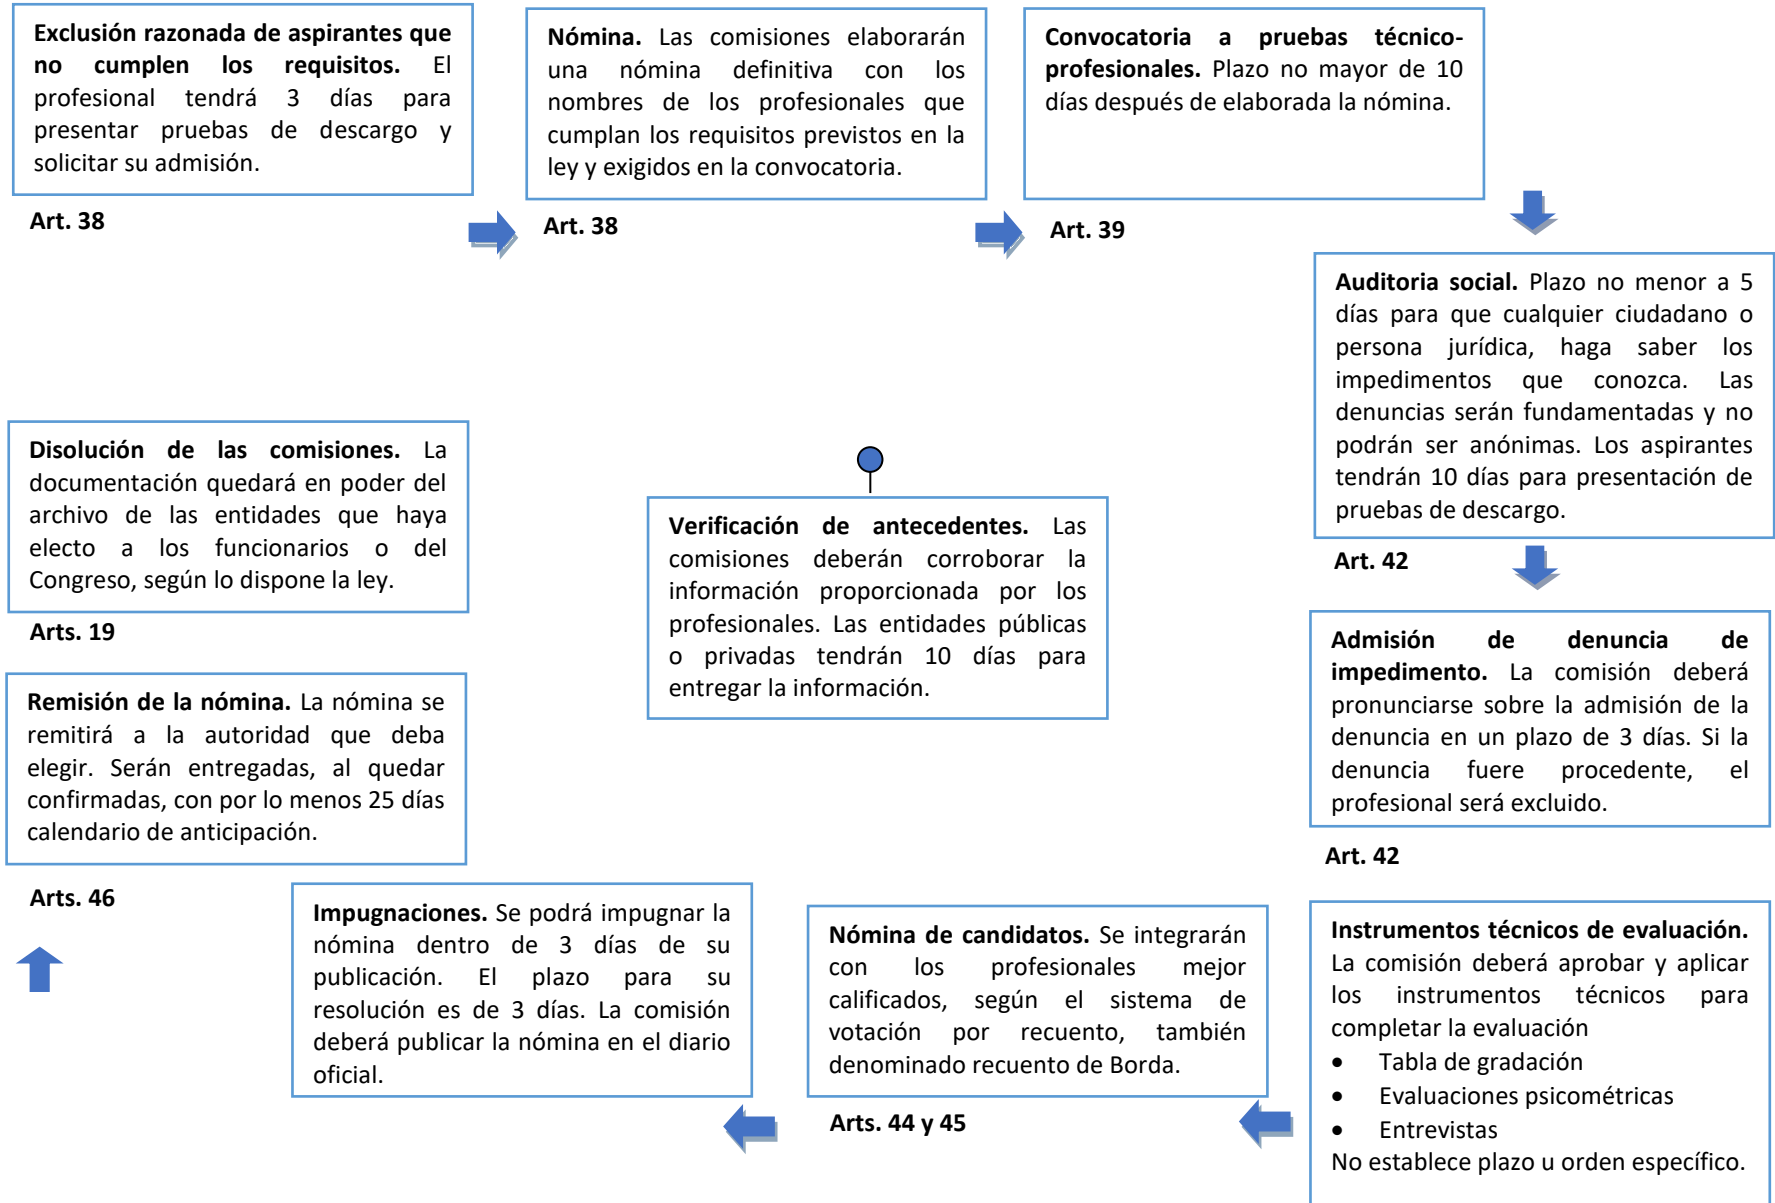 Exclusión razonada de aspirantes que
no cumplen los requisitos. El
profesional tendrá 3 días para
presentar pruebas de descargo y
solicitar su admisión.
Art. 38
Nómina. Las comisiones elaborarán
una nómina definitiva con los
nombres de los profesionales que
cumplan los requisitos previstos en la
ley y exigidos en la convocatoria.
Art. 38
Convocatoria a pruebas técnico-
profesionales. Plazo no mayor de 10
días después de elaborada la nómina.
Art. 39
Auditoria social. Plazo no menor a 5
días para que cualquier ciudadano o
persona jurídica, haga saber los
impedimentos que conozca. Las
denuncias serán fundamentadas y no
podrán ser anónimas. Los aspirantes
tendrán 10 días para presentación de
pruebas de descargo.
Art. 42
Admisión de denuncia de
impedimento. La comisión deberá
pronunciarse sobre la admisión de la
denuncia en un plazo de 3 días. Si la
denuncia fuere procedente, el
profesional será excluido.
Art. 42
Instrumentos técnicos de evaluación.
La comisión deberá aprobar y aplicar
los instrumentos técnicos para
completar la evaluación
• Tabla de gradación
• Evaluaciones psicométricas
• Entrevistas
No establece plazo u orden específico.
Nómina de candidatos. Se integrarán
con los profesionales mejor
calificados, según el sistema de
votación por recuento, también
denominado recuento de Borda.
Arts. 44 y 45
Impugnaciones. Se podrá impugnar la
nómina dentro de 3 días de su
publicación. El plazo para su
resolución es de 3 días. La comisión
deberá publicar la nómina en el diario
oficial.
Remisión de la nómina. La nómina se
remitirá a la autoridad que deba
elegir. Serán entregadas, al quedar
confirmadas, con por lo menos 25 días
calendario de anticipación.
Arts. 46
Disolución de las comisiones. La
documentación quedará en poder del
archivo de las entidades que haya
electo a los funcionarios o del
Congreso, según lo dispone la ley.
Arts. 19
Verificación de antecedentes. Las
comisiones deberán corroborar la
información proporcionada por los
profesionales. Las entidades públicas
o privadas tendrán 10 días para
entregar la información.